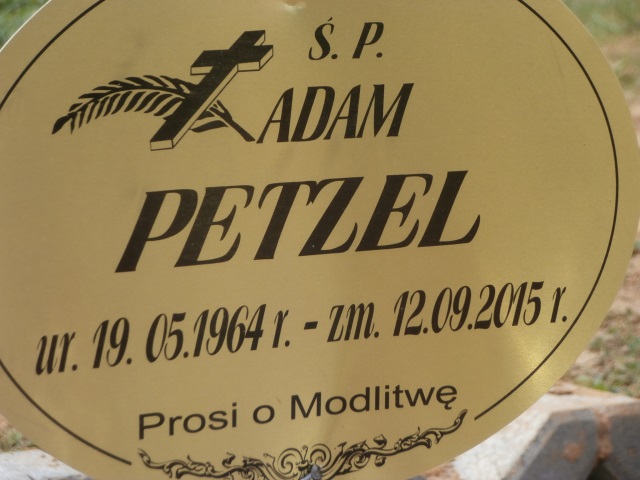 Ś. P.
ADAM
PETZEL
ur. 19. 05.1964 r. - zm. 12.09.2015 r.
Prosi o Modlitwę